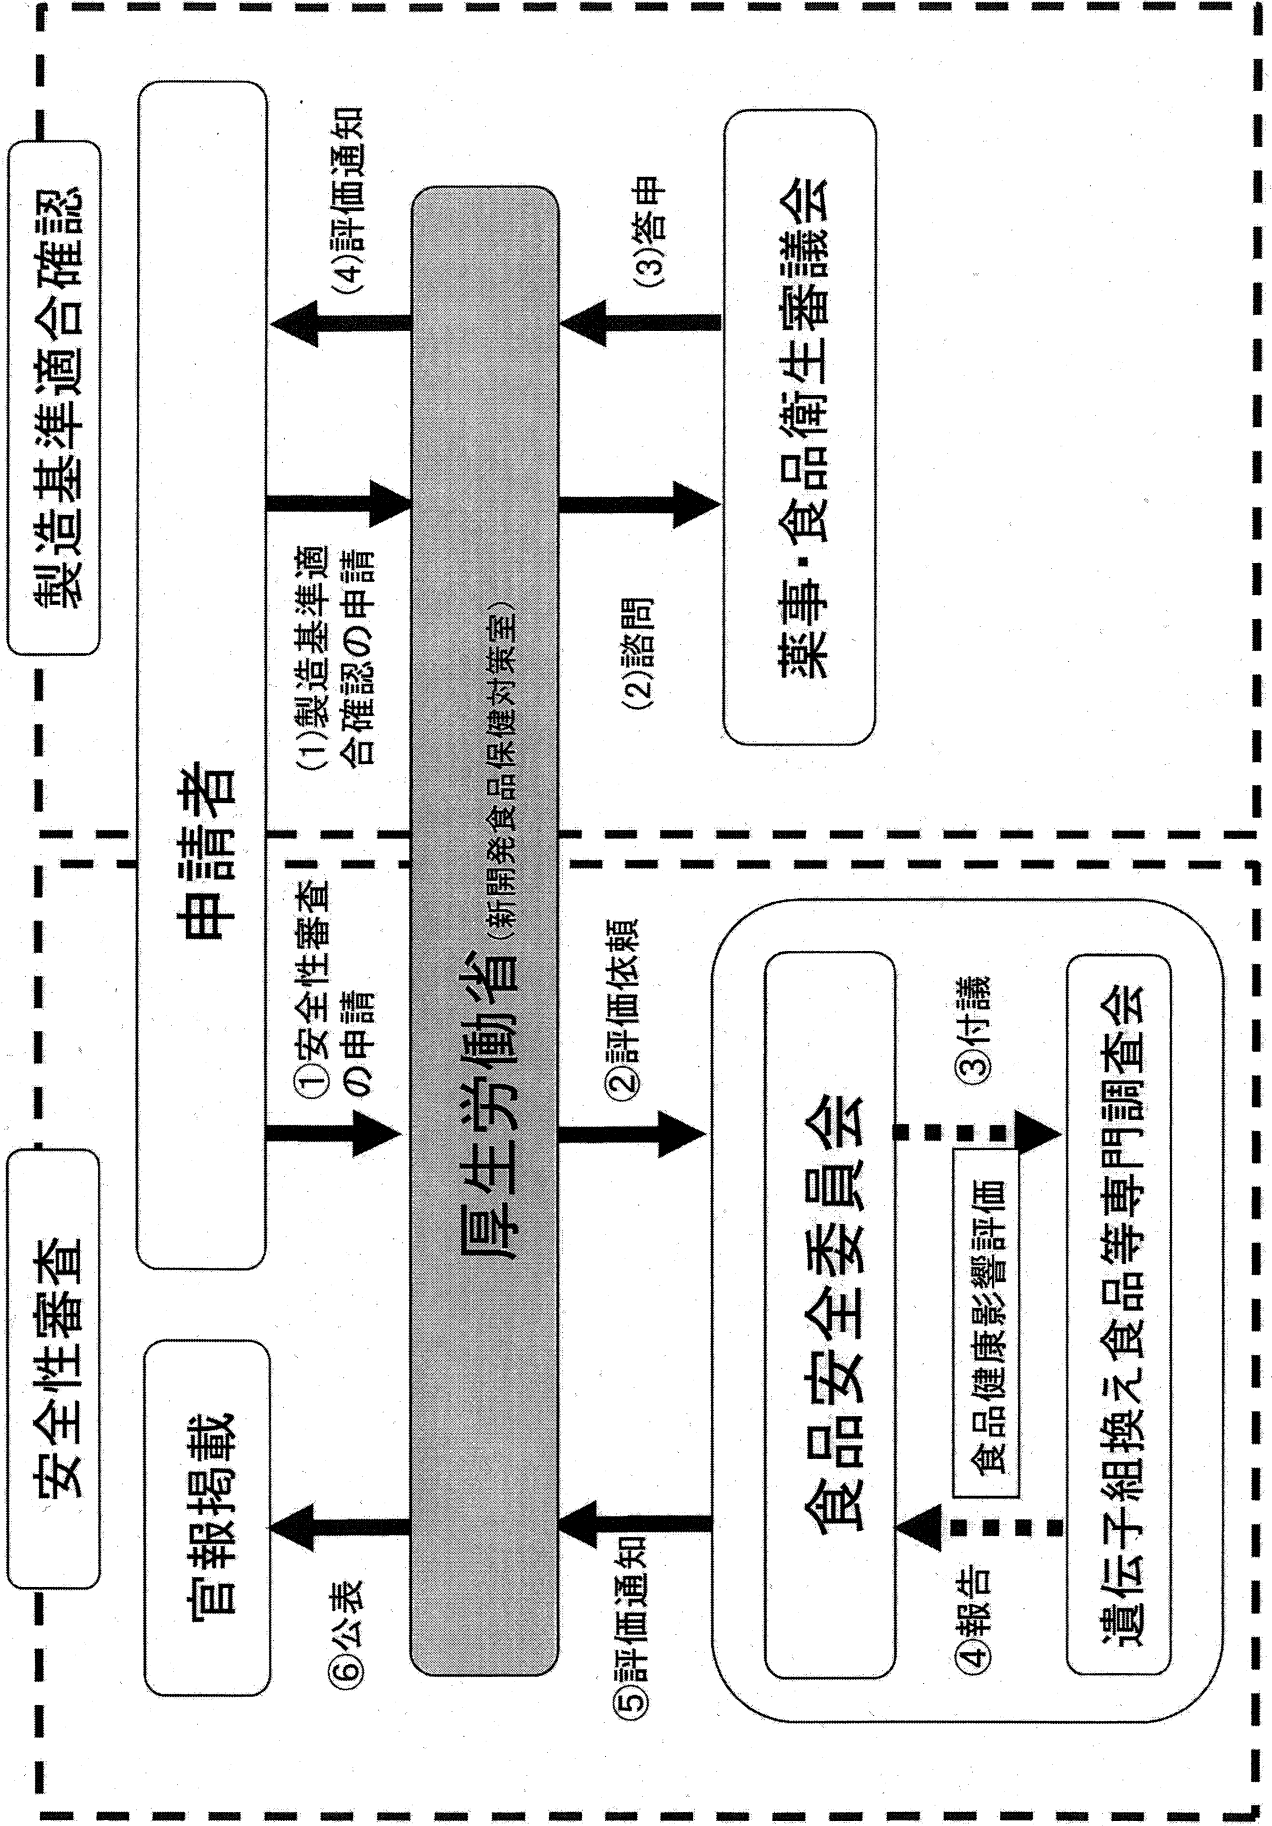 安全性審査
製造基準適合確認
官報掲載
申請者
⑥公表
①安全性審査
の申請
(1)製造基準適
合確認の申請
(4)評価通知
厚生労働省(新開発食品保健対策室)
⑤評価通知
②評価依頼
(2)諮問
(3)答申
食品安全委員会
薬事・食品衛生審議会
④報告
食品健康影響評価
③付議
遺伝子組換え食品等専門調査会